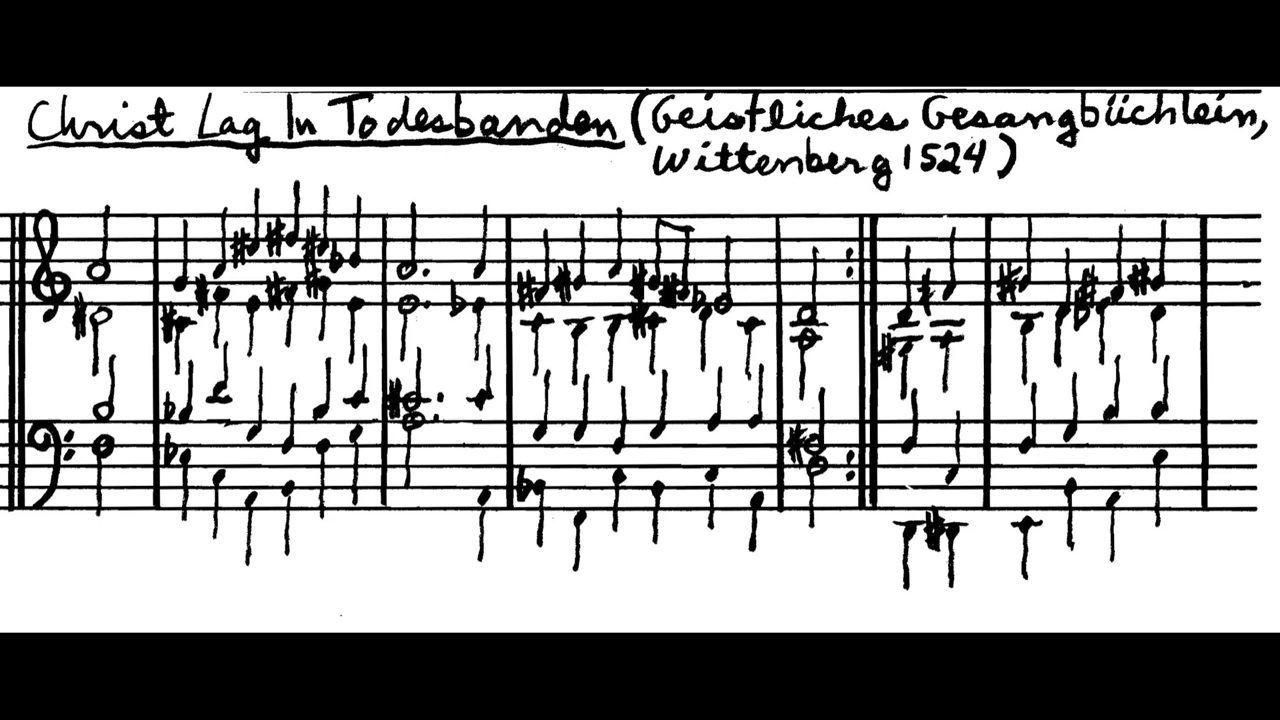 Christ Lag In Todesbanden (Geistliches Gesangbüchlein,
Wittenberg 1524)